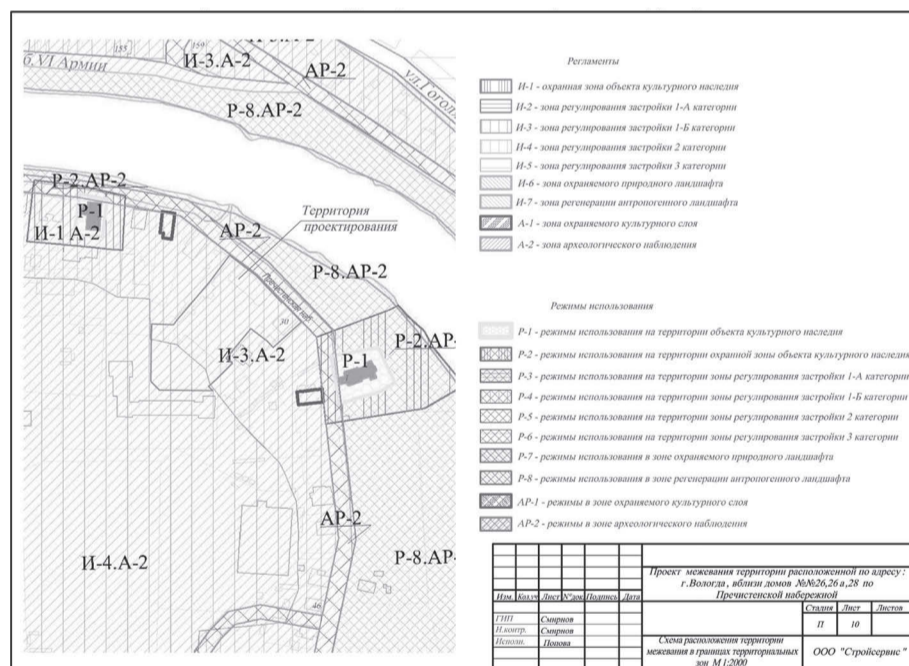 155
159
И-3.А-2
АР-2
б.VI Армии
Р-8.АР-2
Р-2.АР-2
Р-1
И-1 А-2
Территория
проектирования
АР-2
Р-8.АР-2
Пречистенская наб
30
Р-2.АР-
И-3.А-2
Р-1
АР-2
И-4.А-2
Р-8.АР-
46
Регламенты
И-1 - охранная зона объекта культурного наследия
И-2 - зона регулирования застройки 1-А категории
И-3 - зона регулирования застройки 1-Б категории
И-4 - зона регулирования застройки 2 категории
И-5 - зона регулирования застройки 3 категории
И-6 - зона охраняемого природного ландшафта
И-7 - зона регенерации антропогенного ландшафта
А-1 - зона охраняемого культурного слоя
А-2 - зона археологического наблюдения
Режимы использования
Р-1 - режимы использования на территории объекта культурного наследия
Р-2 - режимы использования на территории охранной зоны объекта культурного наследия
Р-3 - режимы использования на территории зоны регулирования застройки 1-А категории
Р-4 - режимы использования на территории зоны регулирования застройки 1-Б категории
Р-5 - режимы использования на территории зоны регулирования застройки 2 категории
Р-6 - режимы использования на территории зоны регулирования застройки 3 категории
Р-7 - режимы использования в зоне охраняемого природного ландшафта
Р-8 - режимы использования в зоне регенерации антропогенного ландшафта
АР-1 - режимы в зоне охраняемого культурного слоя
АР-2 - режимы в зоне археологического наблюдения
Проект межевания территории расположенной по адресу :
г.Вологда , вблизи домов №№26,26 а,28 по
Пречистенской набережной
Изм. Кол.уч Лист №док Подпись Дата
Стадия Лист Листов
ГИП Смирнов
П 10
Н.контр. Смирнов
Исполн. Попова
Схема расположения территории
межевания в границах территориальных
зон М 1:2000
ООО "Стройсервис "